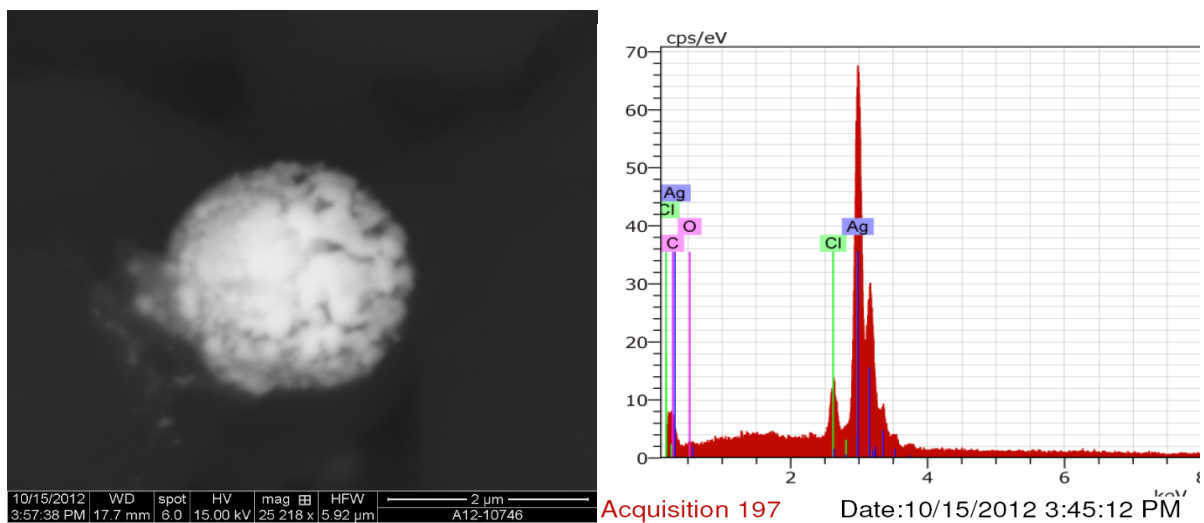 10/15/2012 WD spot HV mag ⊞ HFW 2 µm
3:57:38 PM 17.7 mm 6.0 15.00 kV 25 218 x 5.92 µm A12-10746
cps/eV
70
60
50
40
30
20
10
0
Ag
Cl
O
C
Cl
Ag
2 4 6 8
keV
Acquisition 197 Date:10/15/2012 3:45:12 PM